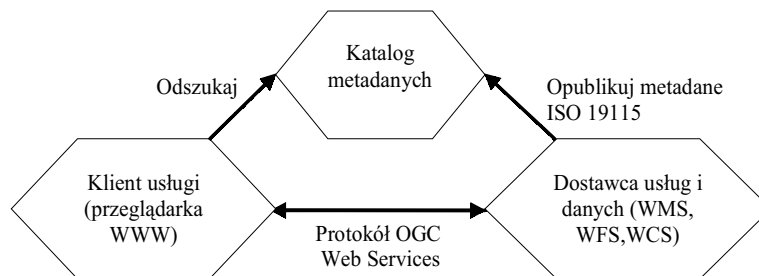 Katalog
metadanych
Odszukaj
Opublikuj metadane
ISO 19115
Klient usługi
(przeglądarka
WWW)
Dostawca usług i
danych (WMS,
WFS,WCS)
Protokół OGC
Web Services